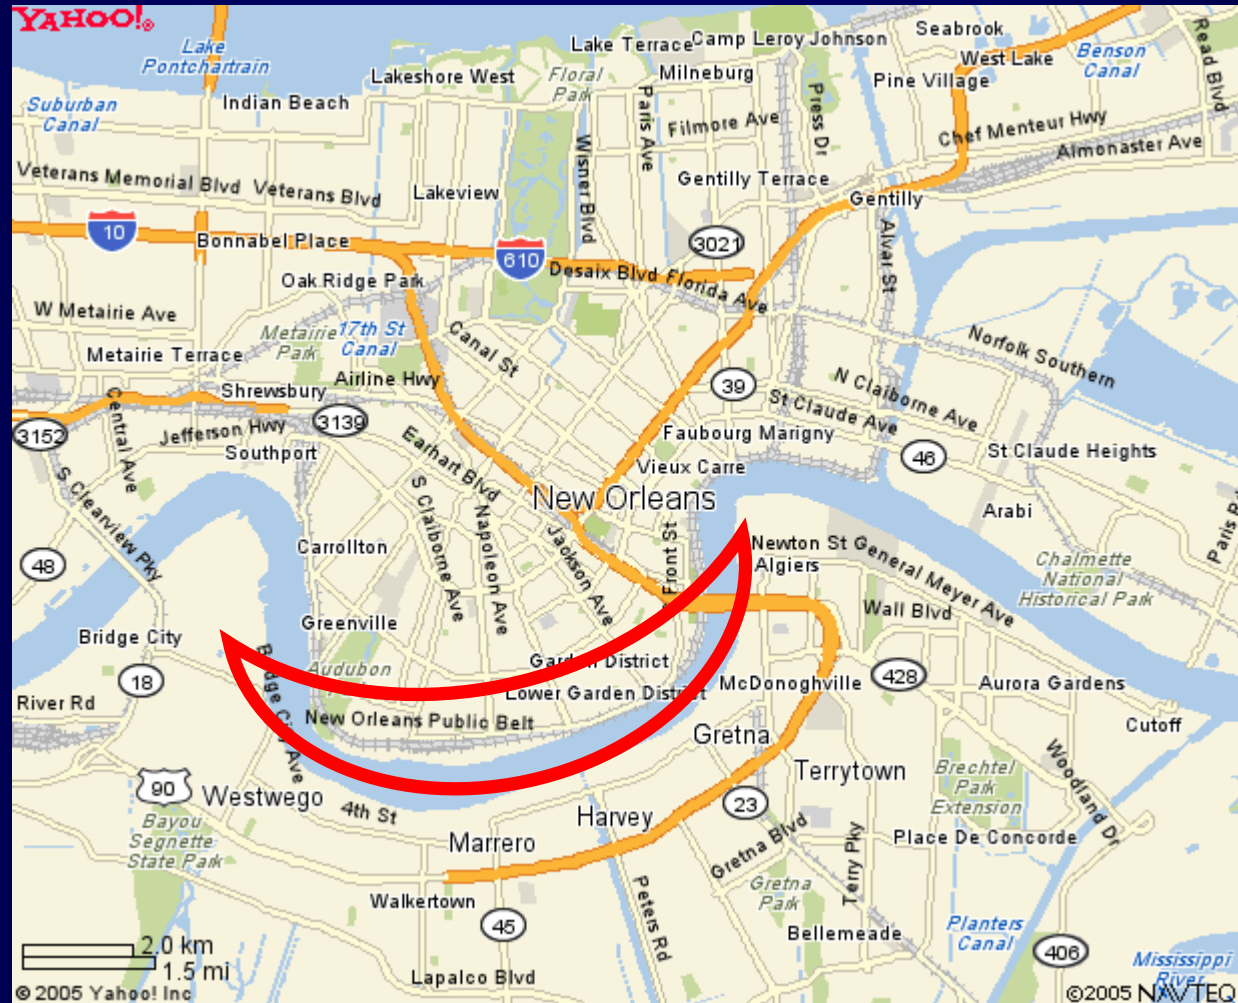 YAHOO!®
Lake
Pontchartrain
Lake Terrace
Camp Leroy Johnson
Seabrook
West Lake
Benson
Canal
Read Blvd
Lakeshore West
Floral
Park
Milneburg
Pine Village
Suburban
Canal
Indian Beach
Paris Ave
Press Dr
Filmore Ave
Chef Menteur Hwy
Almonaster Ave
Wisner Blvd
Veterans Memorial Blvd
Veterans Blvd
Lakeview
Gentilly Terrace
Gentilly
10
Bonnabel Place
610
3021
Alvar St
Oak Ridge Park
Desaix Blvd
Florida Ave
W Metairie Ave
Metairie
Park
17th St
Canal
Canal St
Norfolk Southern
Metairie Terrace
Airline Hwy
Shrewsbury
39
N Claiborne Ave
St Claude Ave
Central Ave
3152
Jefferson Hwy
3139
Earhart Blvd
Faubourg Marigny
46
St Claude Heights
Southport
Vieux Carre
S Clearview Pky
S Claiborne Ave
Napoleon Ave
New Orleans
Arabi
Jackson Ave
Front St
Carrollton
48
Newton St
General Meyer Ave
Algiers
Chalmette
National
Historical Park
Greenville
Wall Blvd
Bridge City
Bridge City Ave
Audubon
Garden District
18
Lower Garden District
McDonoghville
428
Aurora Gardens
River Rd
New Orleans Public Belt
Gretna
Cutoff
90
Westwego
4th St
Terrytown
Brechtel
Park
Extension
Woodland Dr
Bayou
Segnette
State Park
Harvey
23
Marrero
Gretna Blvd
Terry Pky
Place De Concorde
Walkertown
Peters Rd
Gretna
Park
45
Bellemeade
Planters
Canal
2.0 km
1.5 mi
Lapalco Blvd
406
Mississippi
River
© 2005 Yahoo! Inc
©2005 NAVTEQ